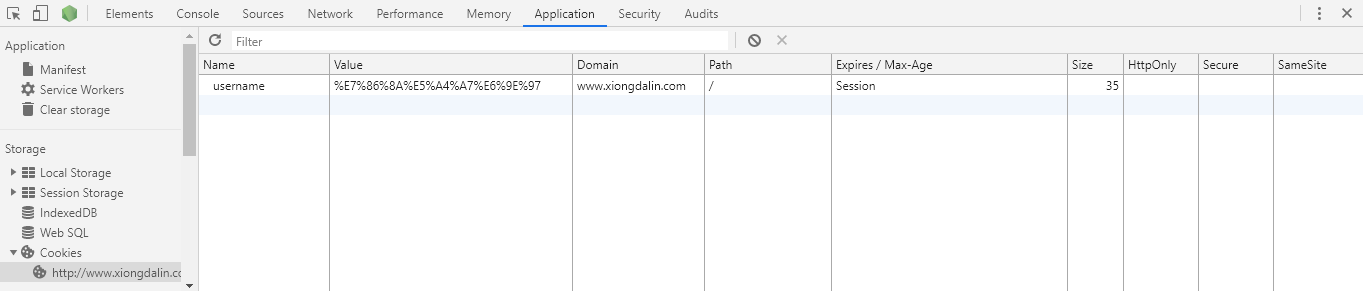 Elements Console Sources Network Performance Memory Application Security Audits
Application
Manifest
Service Workers
Clear storage
Storage
Local Storage
Session Storage
IndexedDB
Web SQL
Cookies
http://www.xiongdalin.co
Filter
Name Value Domain Path Expires / Max-Age Size HttpOnly Secure SameSite
username %E7%86%8A%E5%A4%A7%E6%9E%97 www.xiongdalin.com / Session 35